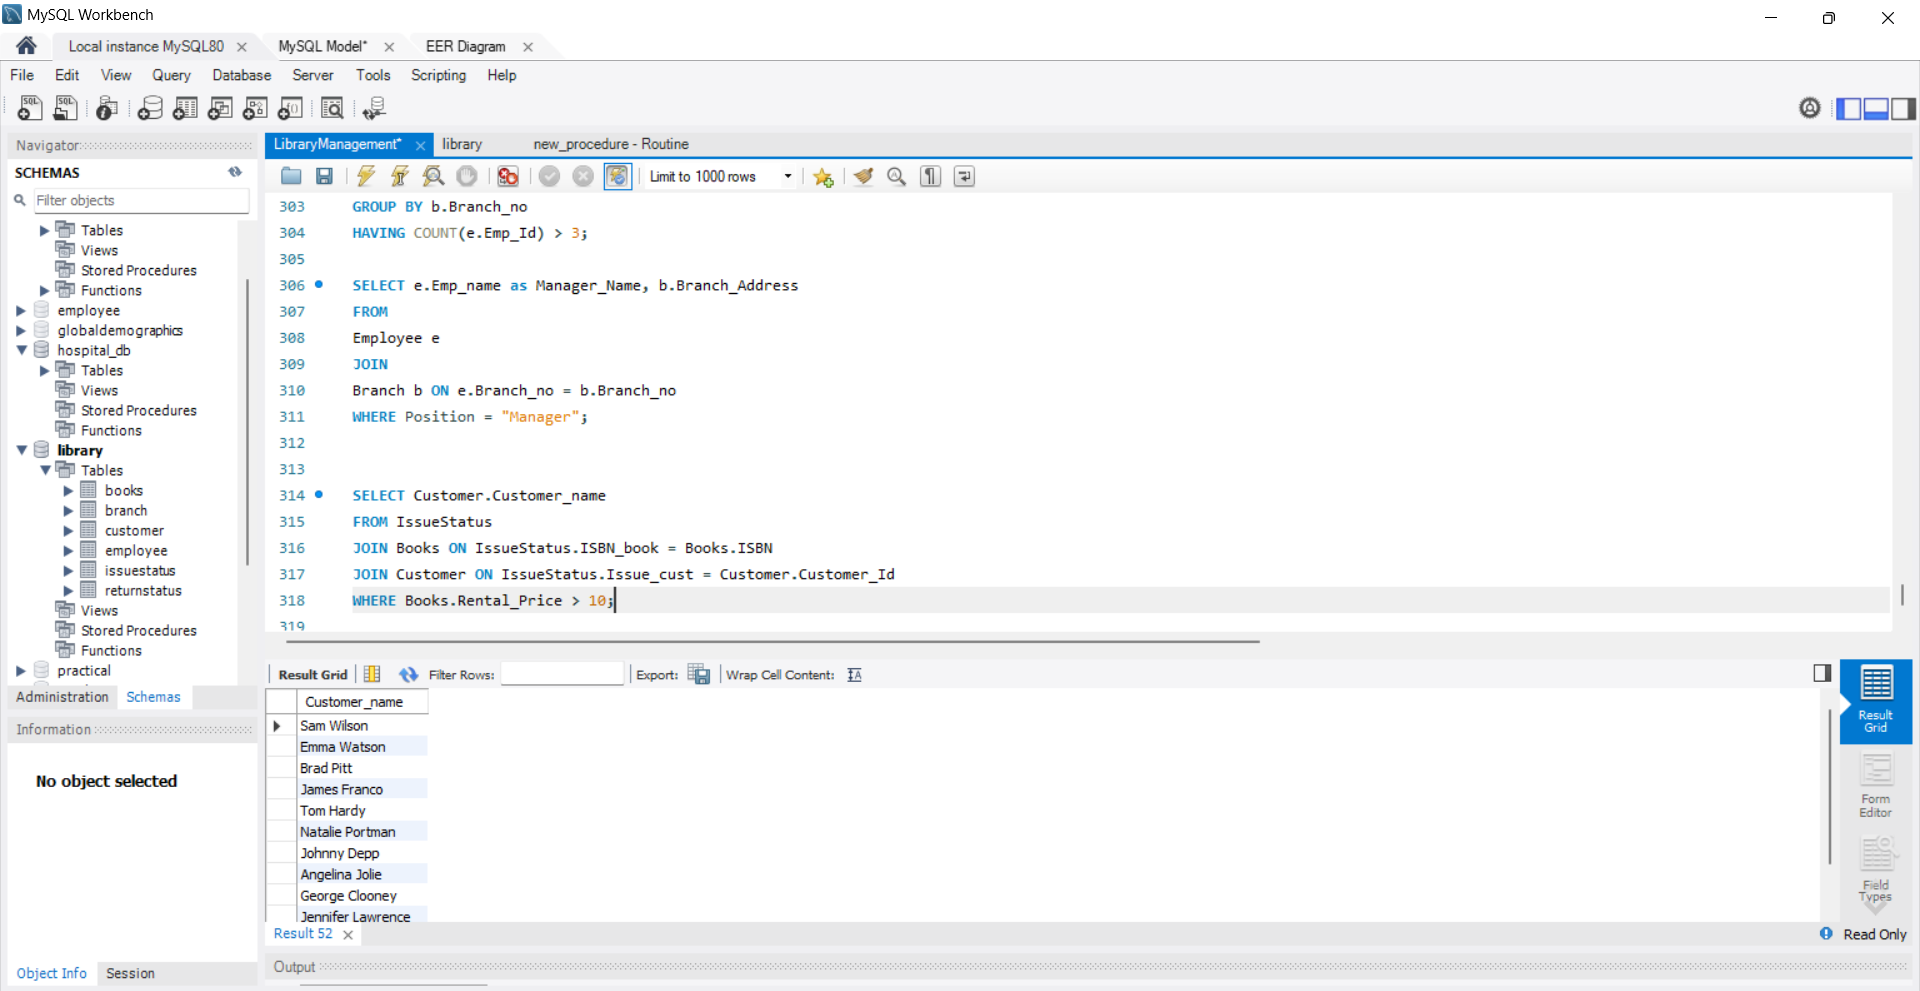 MySQL Workbench
Local instance MySQL80
MySQL Model*
EER Diagram
File Edit View Query Database Server Tools Scripting Help
Navigator
SCHEMAS
Filter objects
Tables
Views
Stored Procedures
Functions
employee
globaldemographics
hospital_db
Tables
Views
Stored Procedures
Functions
library
Tables
books
branch
customer
employee
issuestatus
returnstatus
Views
Stored Procedures
Functions
practical
Administration Schemas
Information
No object selected
Object Info Session
LibraryManagement* library new_procedure - Routine
Limit to 1000 rows
303 GROUP BY b.Branch_no
304 HAVING COUNT(e.Emp_Id) > 3;
305
306 SELECT e.Emp_name as Manager_Name, b.Branch_Address
307 FROM
308 Employee e
309 JOIN
310 Branch b ON e.Branch_no = b.Branch_no
311 WHERE Position = "Manager";
312
313
314 SELECT Customer.Customer_name
315 FROM IssueStatus
316 JOIN Books ON IssueStatus.ISBN_book = Books.ISBN
317 JOIN Customer ON IssueStatus.Issue_cust = Customer.Customer_Id
318 WHERE Books.Rental_Price > 10;
319
Result Grid Filter Rows: Export: Wrap Cell Content:
Customer_name
Sam Wilson
Emma Watson
Brad Pitt
James Franco
Tom Hardy
Natalie Portman
Johnny Depp
Angelina Jolie
George Clooney
Jennifer Lawrence
Result 52
Result
Grid
Form
Editor
Field
Types
Read Only
Output